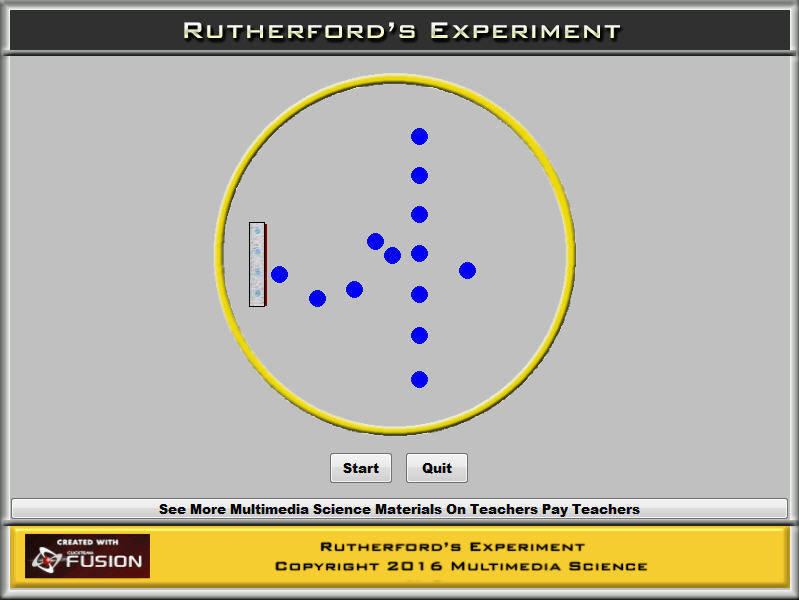 Rutherford's Experiment
Start
Quit
See More Multimedia Science Materials On Teachers Pay Teachers
CREATED WITH
CLICKTEAM
FUSION
Rutherford's Experiment
Copyright 2016 Multimedia Science